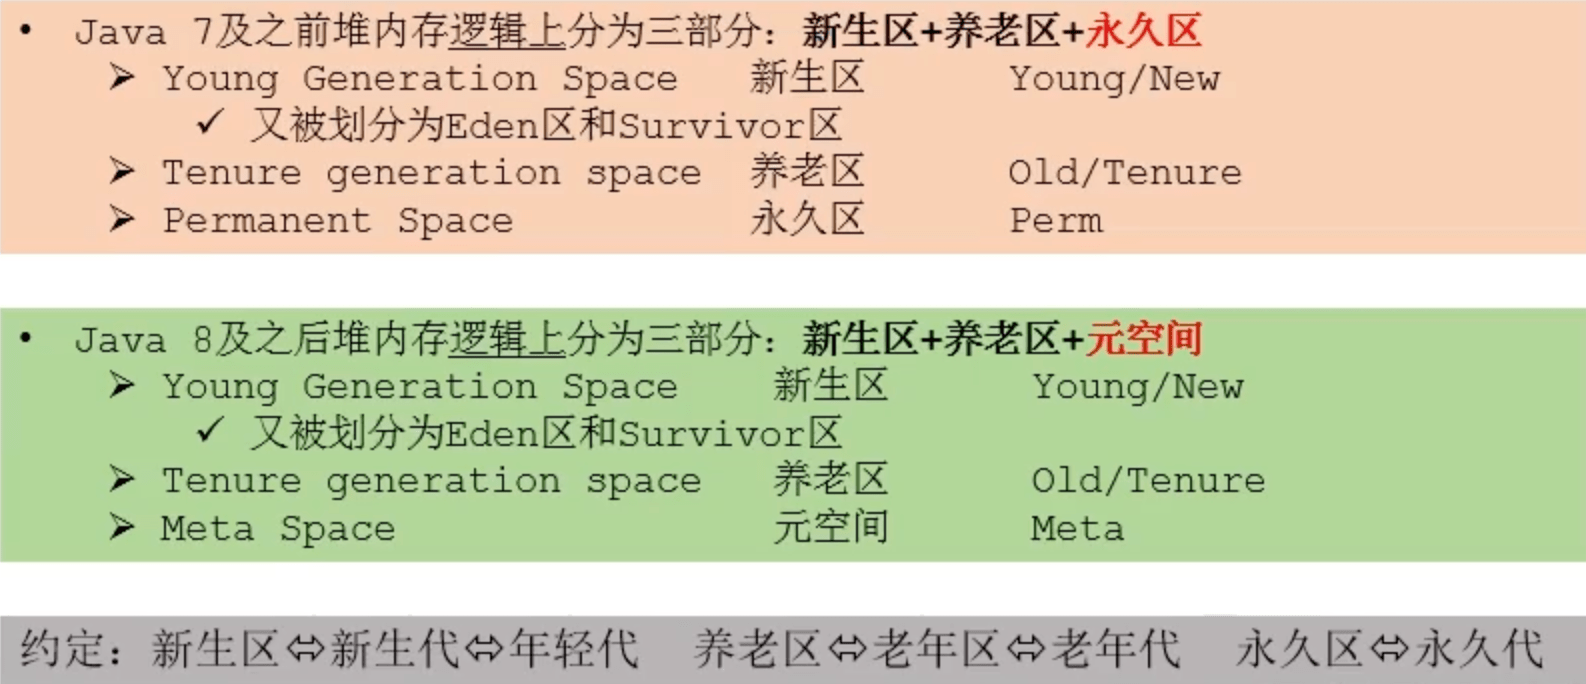 • Java 7及之前堆内存逻辑上分为三部分：新生区+养老区+永久区
➢ Young Generation Space 新生区 Young/New
✓ 又被划分为Eden区和Survivor区
➢ Tenure generation space 养老区 Old/Tenure
➢ Permanent Space 永久区 Perm
• Java 8及之后堆内存逻辑上分为三部分：新生区+养老区+元空间
➢ Young Generation Space 新生区 Young/New
✓ 又被划分为Eden区和Survivor区
➢ Tenure generation space 养老区 Old/Tenure
➢ Meta Space 元空间 Meta
约定：新生区⬄新生代⬄年轻代 养老区⬄老年区⬄老年代 永久区⬄永久代